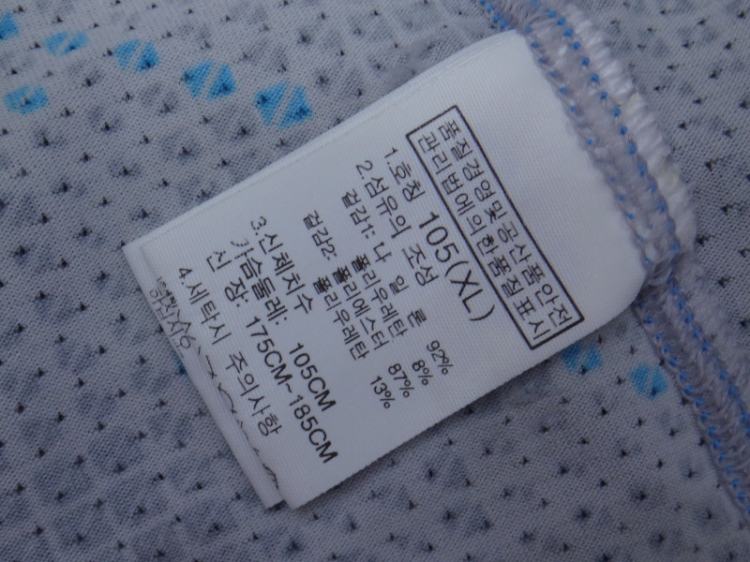 품질경영및공산품안전
관리법에의한품질표시
1.호칭 105(XL)
2.섬유의 조성
겉감1: 나 일 론 92%
폴리우레탄 8%
겉감2: 폴리에스터 87%
폴리우레탄 13%
3.신체치수
가슴둘레: 105CM
신 장: 175CM~185CM
4.세탁시 주의사항